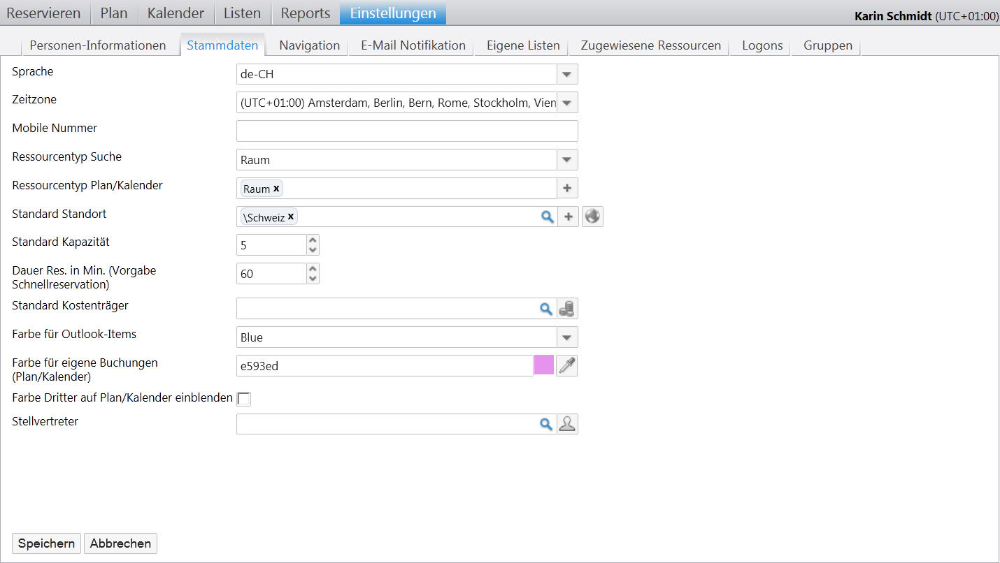 Reservieren Plan Kalender Listen Reports Einstellungen Karin Schmidt (UTC+01:00)
Personen-Informationen Stammdaten Navigation E-Mail Notifikation Eigene Listen Zugewiesene Ressourcen Logons Gruppen
Sprache de-CH
Zeitzone (UTC+01:00) Amsterdam, Berlin, Bern, Rome, Stockholm, Vien
Mobile Nummer
Ressourcentyp Suche Raum
Ressourcentyp Plan/Kalender Raum x
Standard Standort \Schweiz x
Standard Kapazität 5
Dauer Res. in Min. (Vorgabe
Schnellreservation) 60
Standard Kostenträger
Farbe für Outlook-Items Blue
Farbe für eigene Buchungen
(Plan/Kalender) e593ed
Farbe Dritter auf Plan/Kalender einblenden
Stellvertreter
Speichern Abbrechen